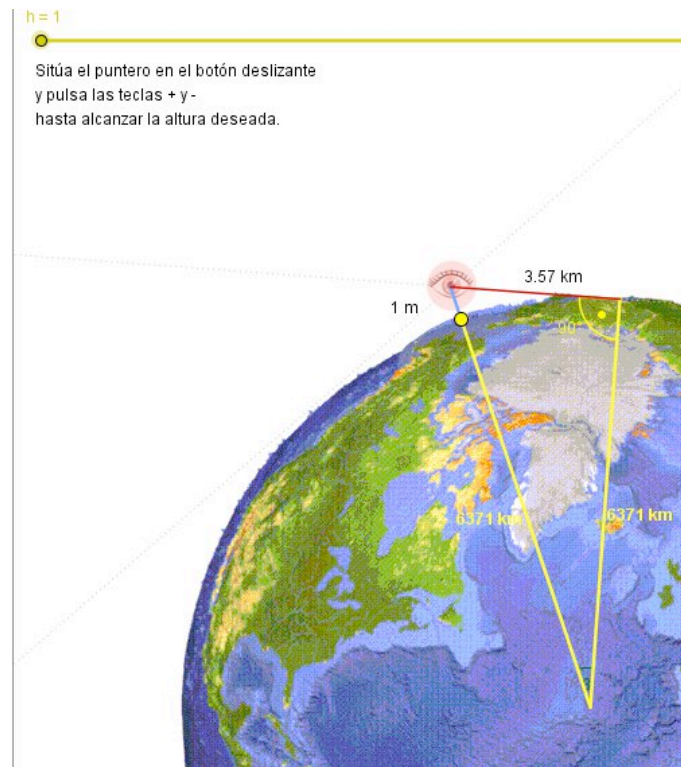 h = 1
Sitúa el puntero en el botón deslizante
y pulsa las teclas + y -
hasta alcanzar la altura deseada.
3.57 km
1 m
90°
6371 km
6371 km